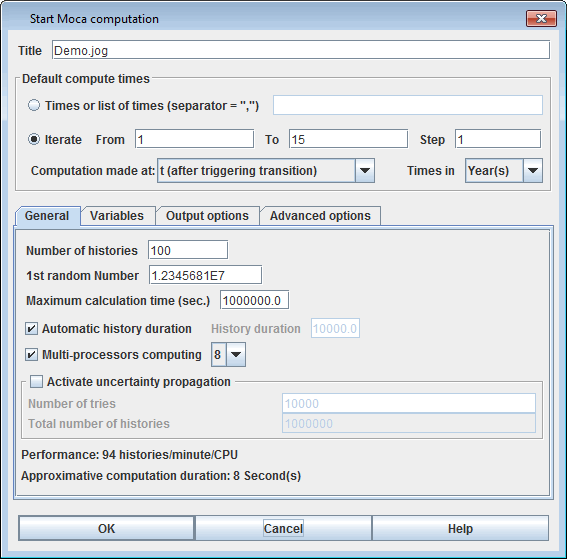 Start Moca computation
Title Demo.jog
Default compute times
Times or list of times (separator = ",")
Iterate From 1 To 15 Step 1
Computation made at: t (after triggering transition) Times in Year(s)
General Variables Output options Advanced options
Number of histories 100
1st random Number 1.2345681E7
Maximum calculation time (sec.) 1000000.0
Automatic history duration History duration 10000.0
Multi-processors computing 8
Activate uncertainty propagation
Number of tries 10000
Total number of histories 1000000
Performance: 94 histories/minute/CPU
Approximative computation duration: 8 Second(s)
OK Cancel Help